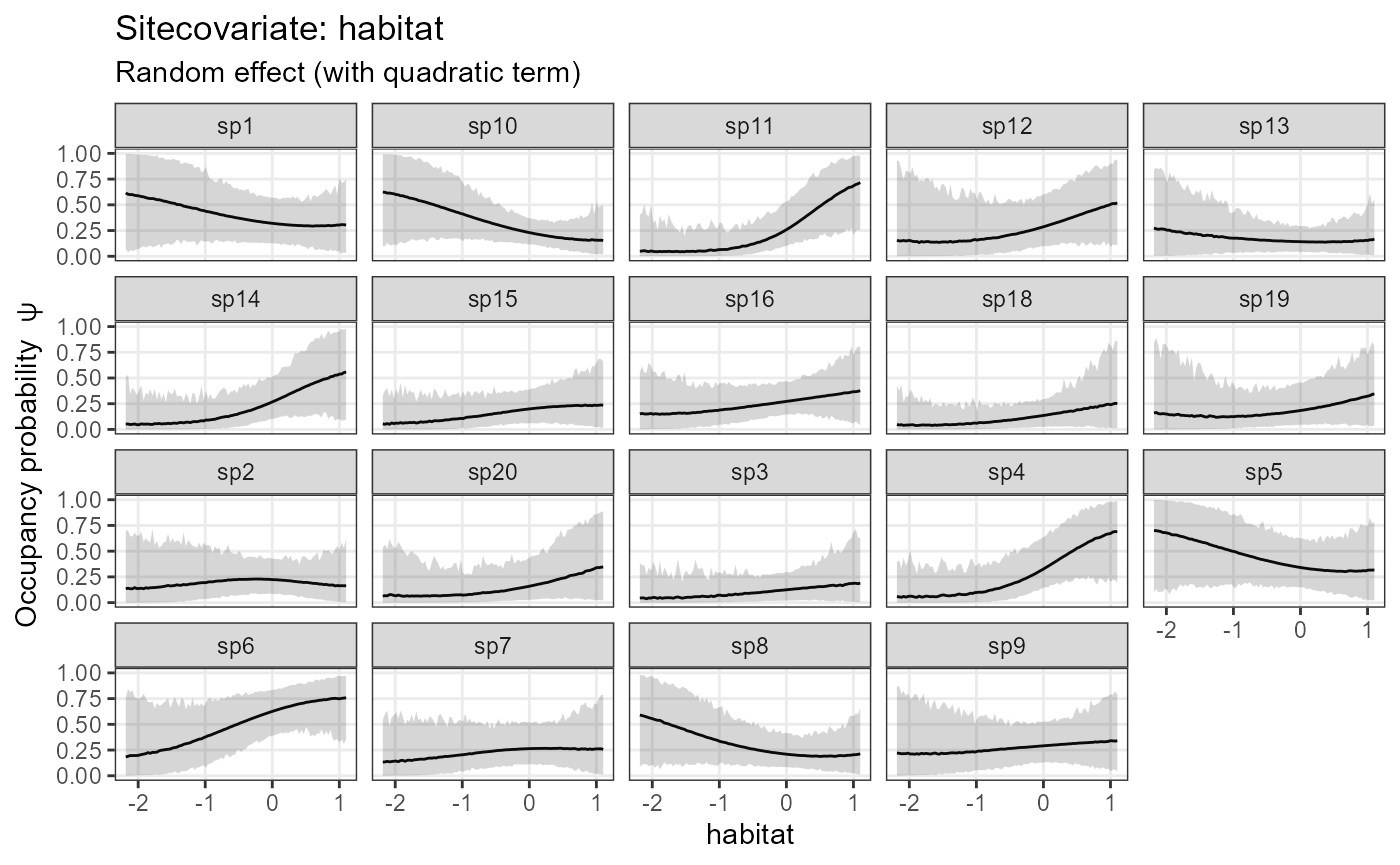 Sitecovariate: habitat
Random effect (with quadratic term)
sp1 sp10 sp11 sp12 sp13
1.00
0.75
0.50
0.25
0.00
sp14 sp15 sp16 sp18 sp19
1.00
0.75
0.50
0.25
0.00
sp2 sp20 sp3 sp4 sp5
1.00
0.75
0.50
0.25
0.00
-2 -1 0 1
sp6 sp7 sp8 sp9
1.00
0.75
0.50
0.25
0.00
-2 -1 0 1 -2 -1 0 1 -2 -1 0 1 -2 -1 0 1
habitat
Occupancy probability ψ